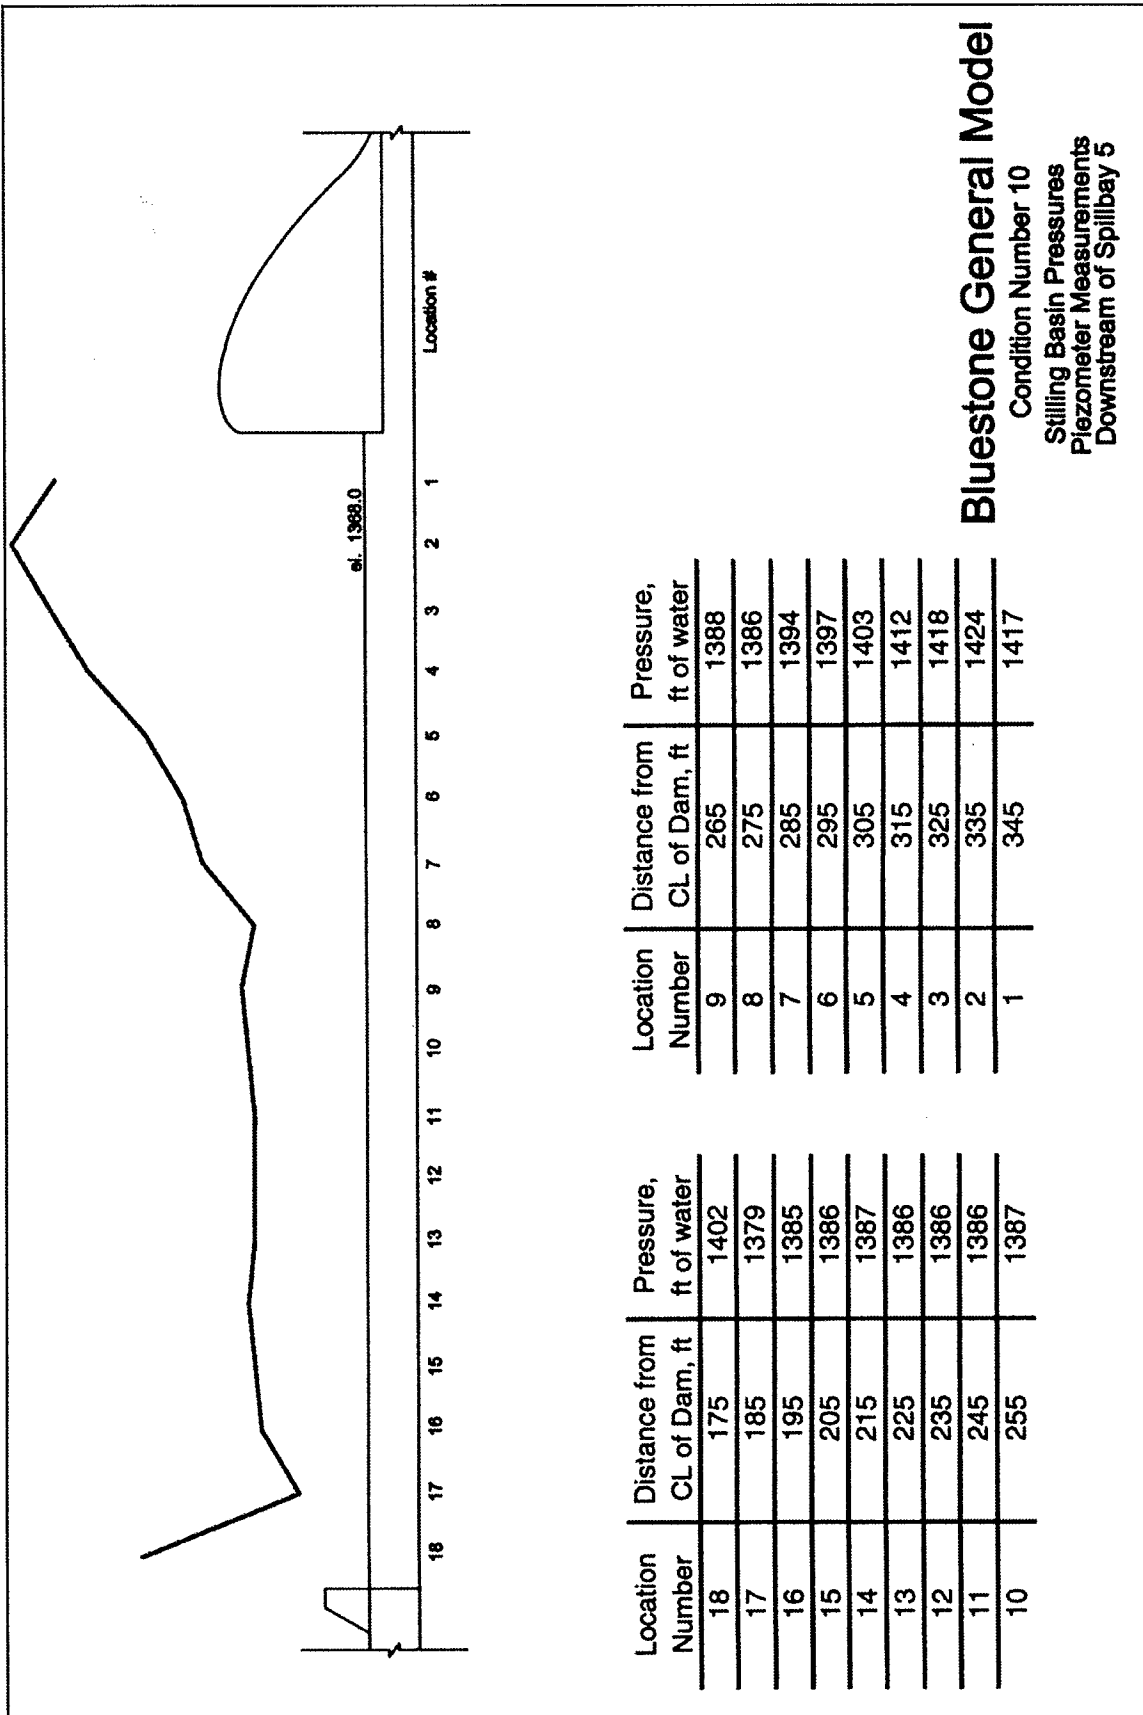 el. 1368.0
18 17 16 15 14 13 12 11 10 9 8 7 6 5 4 3 2 1 Location #
Location Distance from Pressure,
Number CL of Dam, ft ft of water
18 175 1402
17 185 1379
16 195 1385
15 205 1386
14 215 1387
13 225 1386
12 235 1386
11 245 1386
10 255 1387
Location Distance from Pressure,
Number CL of Dam, ft ft of water
9 265 1388
8 275 1386
7 285 1394
6 295 1397
5 305 1403
4 315 1412
3 325 1418
2 335 1424
1 345 1417
Bluestone General Model
Condition Number 10
Stilling Basin Pressures
Piezometer Measurements
Downstream of Spillbay 5